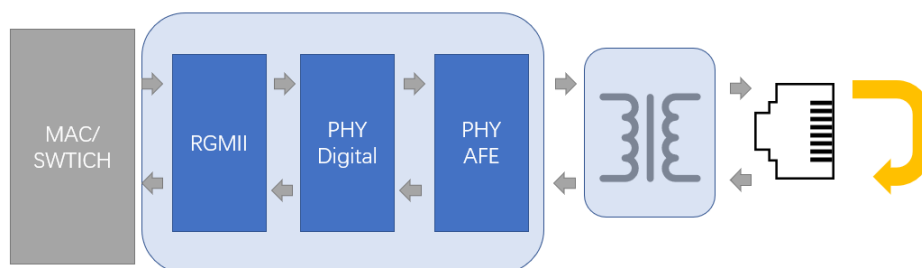 MAC/
SWTICH
RGMII
PHY
Digital
PHY
AFE